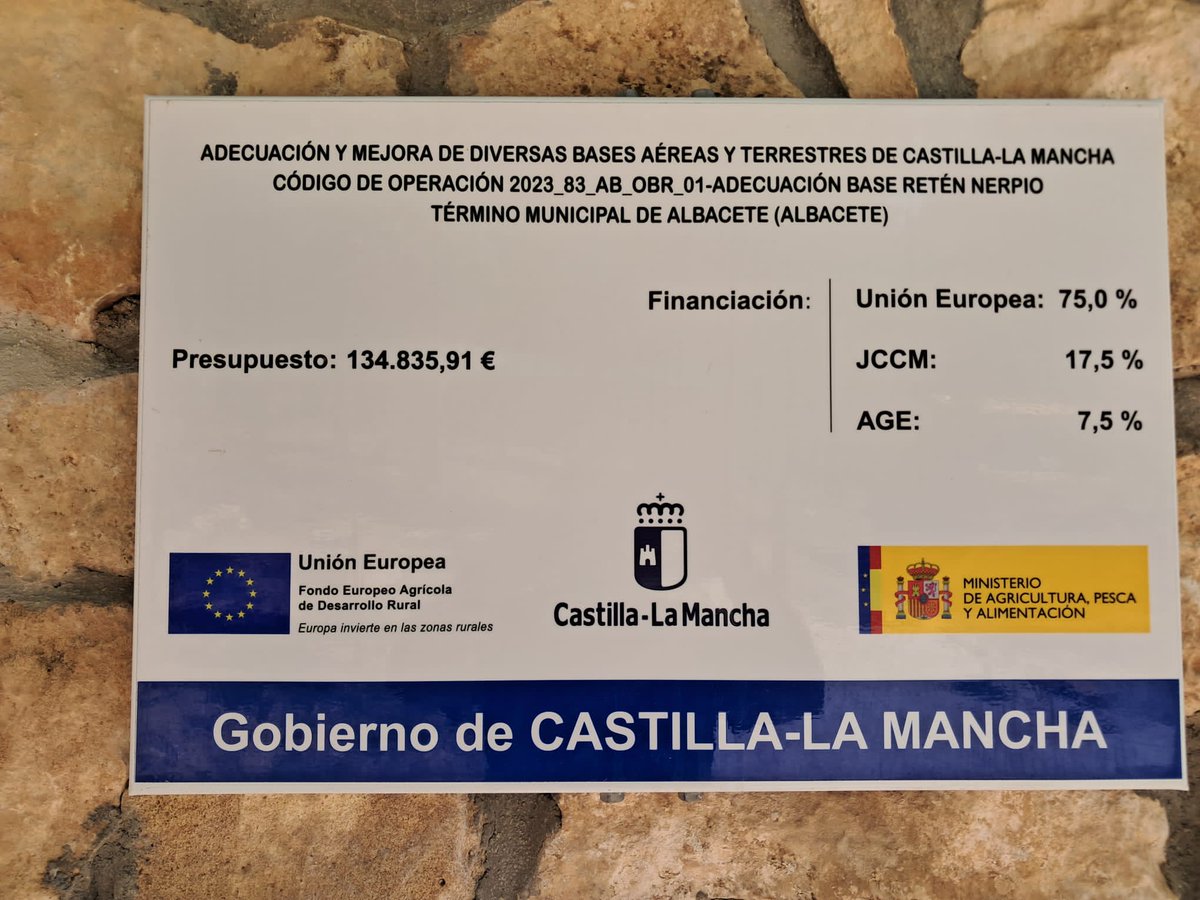 ADECUACIÓN Y MEJORA DE DIVERSAS BASES AÉREAS Y TERRESTRES DE CASTILLA-LA MANCHA
CÓDIGO DE OPERACIÓN 2023_83_AB_OBR_01-ADECUACIÓN BASE RETÉN NERPIO
TÉRMINO MUNICIPAL DE ALBACETE (ALBACETE)
Presupuesto: 134.835,91 €
Financiación:
Unión Europea: 75,0 %
JCCM: 17,5 %
AGE: 7,5 %
Unión Europea
Fondo Europeo Agrícola
de Desarrollo Rural
Europa invierte en las zonas rurales
Castilla-La Mancha
MINISTERIO
DE AGRICULTURA, PESCA
Y ALIMENTACIÓN
Gobierno de CASTILLA-LA MANCHA